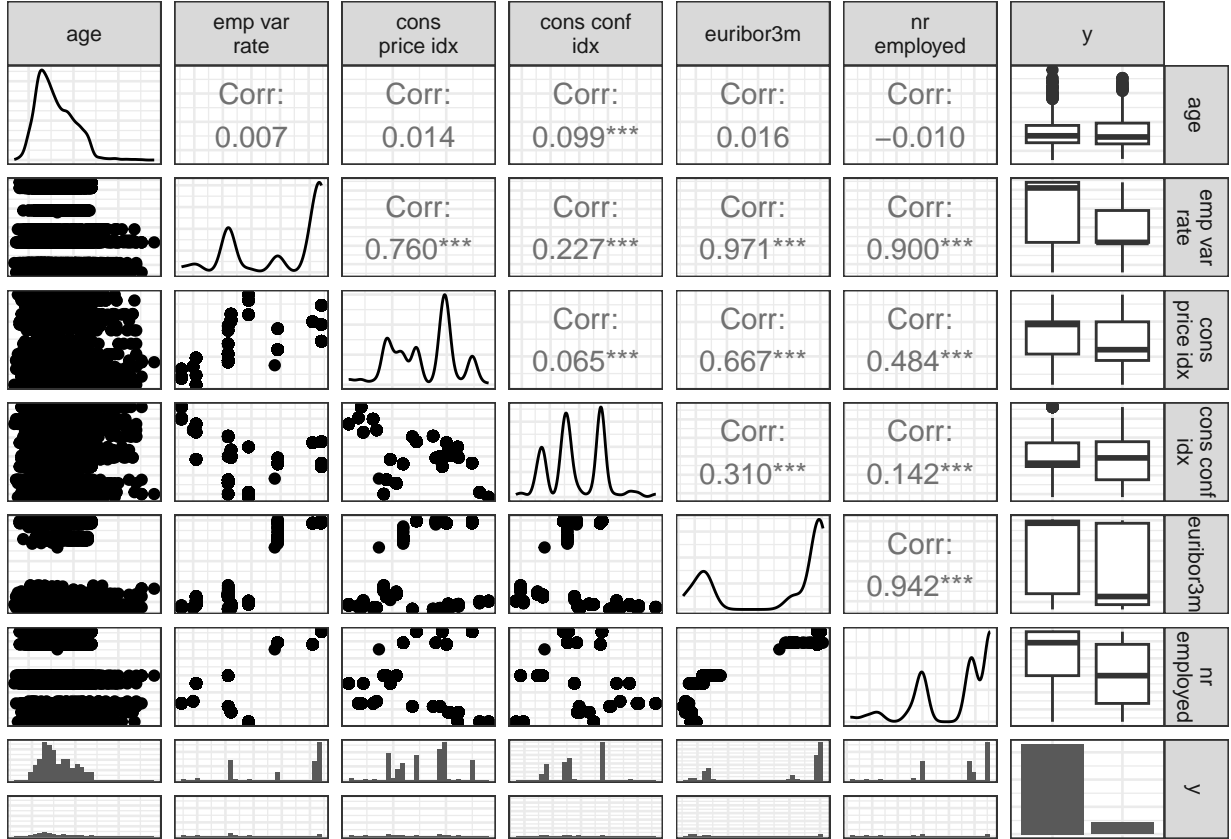 age
emp var
rate
cons
price idx
cons conf
idx
euribor3m
nr
employed
y
Corr:
0.007
Corr:
0.014
Corr:
0.099***
Corr:
0.016
Corr:
−0.010
age
Corr:
0.760***
Corr:
0.227***
Corr:
0.971***
Corr:
0.900***
emp var
rate
Corr:
0.065***
Corr:
0.667***
Corr:
0.484***
cons
price idx
Corr:
0.310***
Corr:
0.142***
cons conf
idx
Corr:
0.942***
euribor3m
nr
employed
y